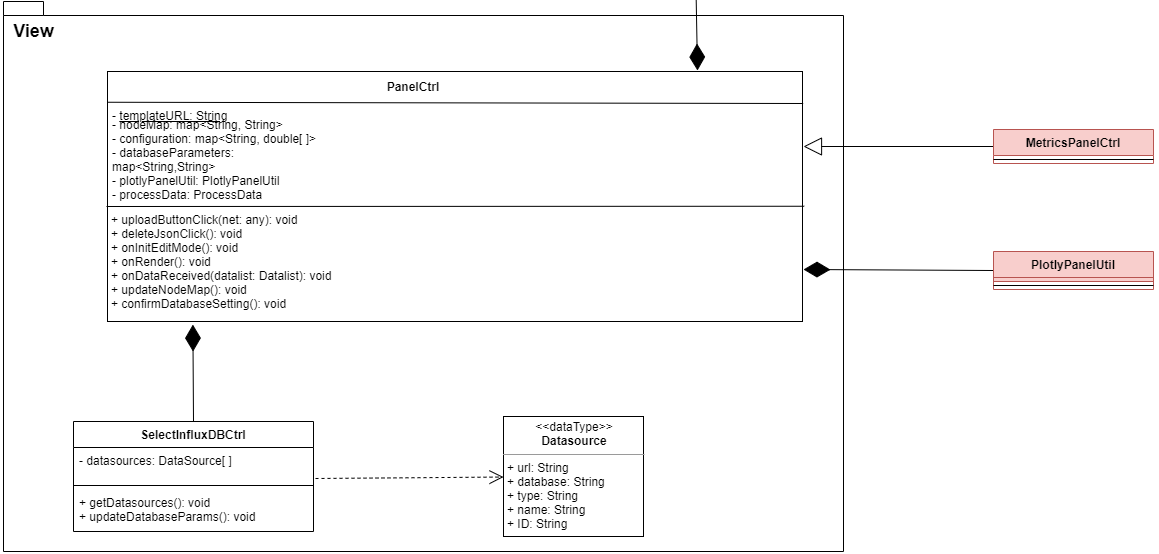 View
PanelCtrl
- templateURL: String
- nodeMap: map<String, String>
- configuration: map<String, double[ ]>
- databaseParameters:
map<String,String>
- plotlyPanelUtil: PlotlyPanelUtil
- processData: ProcessData
+ uploadButtonClick(net: any): void
+ deleteJsonClick(): void
+ onInitEditMode(): void
+ onRender(): void
+ onDataReceived(datalist: Datalist): void
+ updateNodeMap(): void
+ confirmDatabaseSetting(): void
MetricsPanelCtrl
PlotlyPanelUtil
SelectInfluxDBCtrl
- datasources: DataSource[ ]
+ getDatasources(): void
+ updateDatabaseParams(): void
<<dataType>>
Datasource
+ url: String
+ database: String
+ type: String
+ name: String
+ ID: String